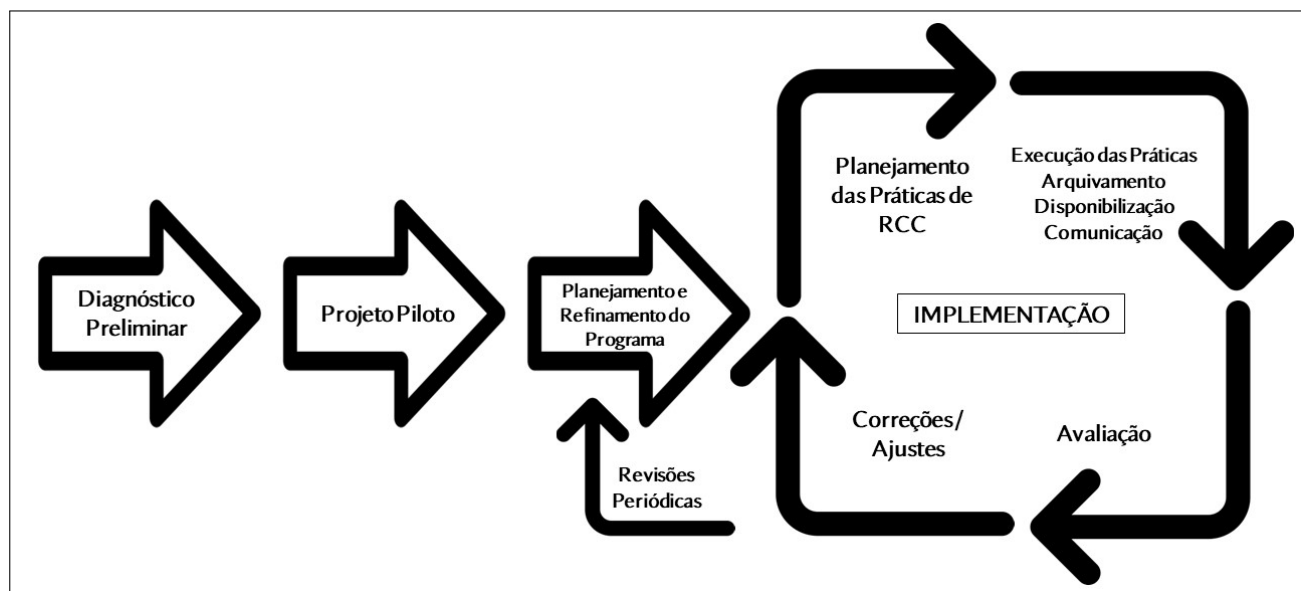 Diagnóstico
Preliminar
Projeto Piloto
Planejamento e
Refinamento do
Programa
Revisões
Periódicas
Planejamento
das Práticas de
RCC
Execução das Práticas
Arquivamento
Disponibilização
Comunicação
IMPLEMENTAÇÃO
Avaliação
Correções/
Ajustes